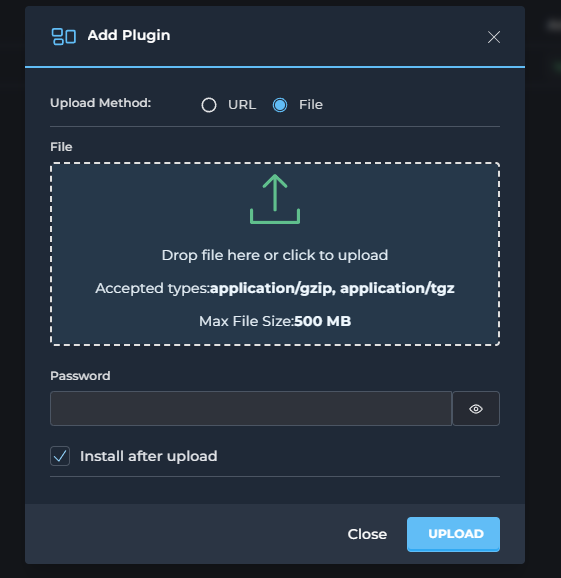 Add Plugin
Upload Method: URL File
File
Drop file here or click to upload
Accepted types:application/gzip, application/tgz
Max File Size:500 MB
Password
Install after upload
Close UPLOAD